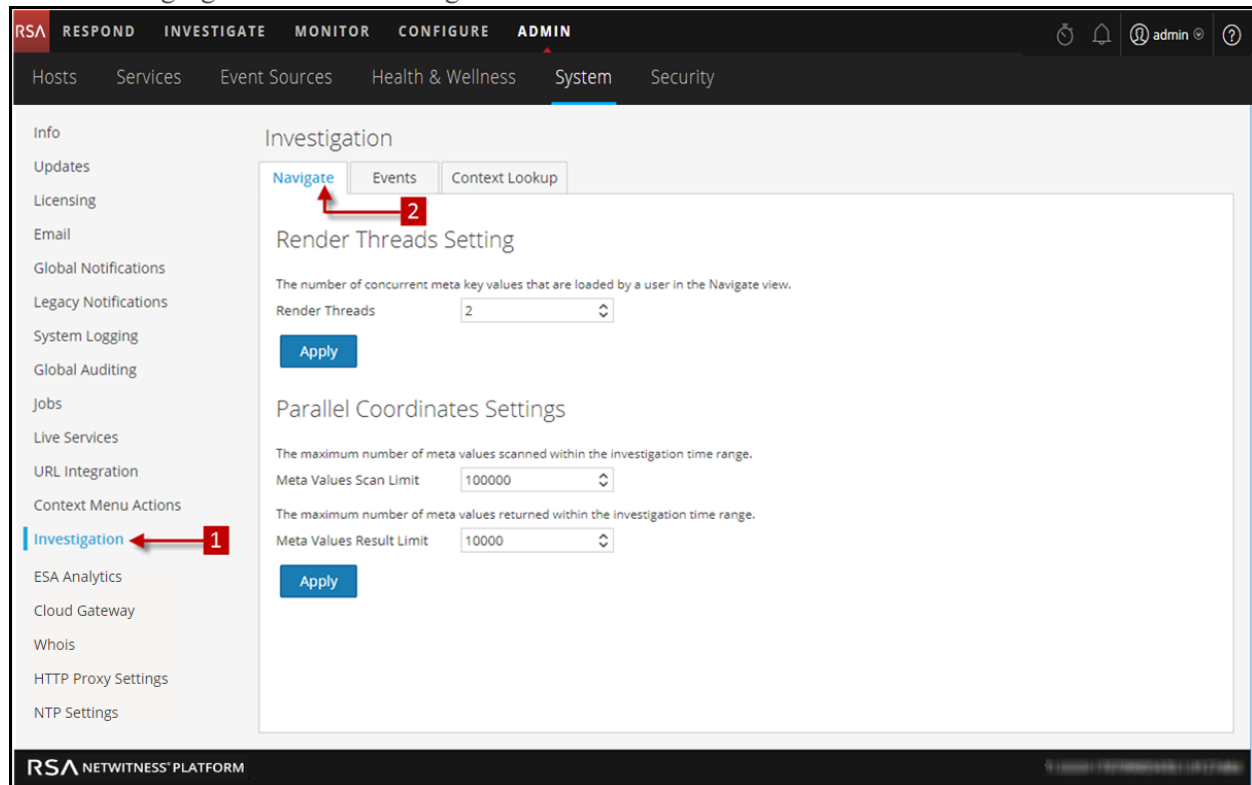 RSA RESPOND INVESTIGATE MONITOR CONFIGURE ADMIN admin ?
Hosts Services Event Sources Health & Wellness System Security
Info
Updates
Licensing
Email
Global Notifications
Legacy Notifications
System Logging
Global Auditing
Jobs
Live Services
URL Integration
Context Menu Actions
Investigation 1
ESA Analytics
Cloud Gateway
Whois
HTTP Proxy Settings
NTP Settings
Investigation
Navigate Events Context Lookup
2
Render Threads Setting
The number of concurrent meta key values that are loaded by a user in the Navigate view.
Render Threads 2
Apply
Parallel Coordinates Settings
The maximum number of meta values scanned within the investigation time range.
Meta Values Scan Limit 100000
The maximum number of meta values returned within the investigation time range.
Meta Values Result Limit 10000
Apply
RSA NETWITNESS® PLATFORM